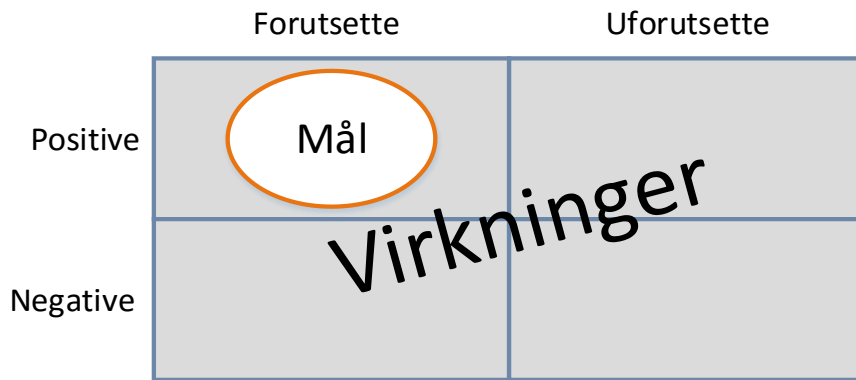 Forutsette
Uforutsette
Positive
Mål
Virkninger
Negative